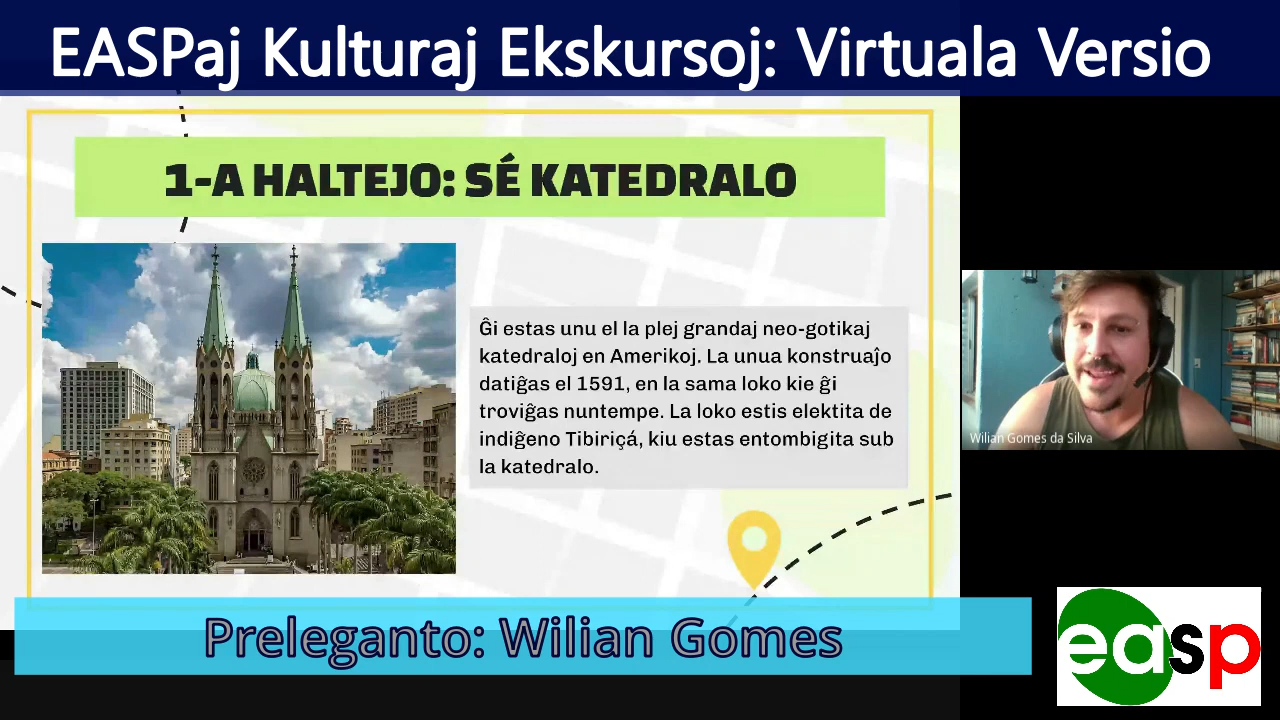 EASPaj Kulturaj Ekskursoj: Virtuala Versio
1-A HALTEJO: SÉ KATEDRALO
Ĝi estas unu el la plej grandaj neo-gotikaj
katedraloj en Amerikoj. La unua konstruaĵo
datiĝas el 1591, en la sama loko kie ĝi
troviĝas nuntempe. La loko estis elektita de
indiĝeno Tibiriçá, kiu estas entombigita sub
la katedralo.
Wilian Gomes da Silva
Preleganto: Wilian Gomes
easp